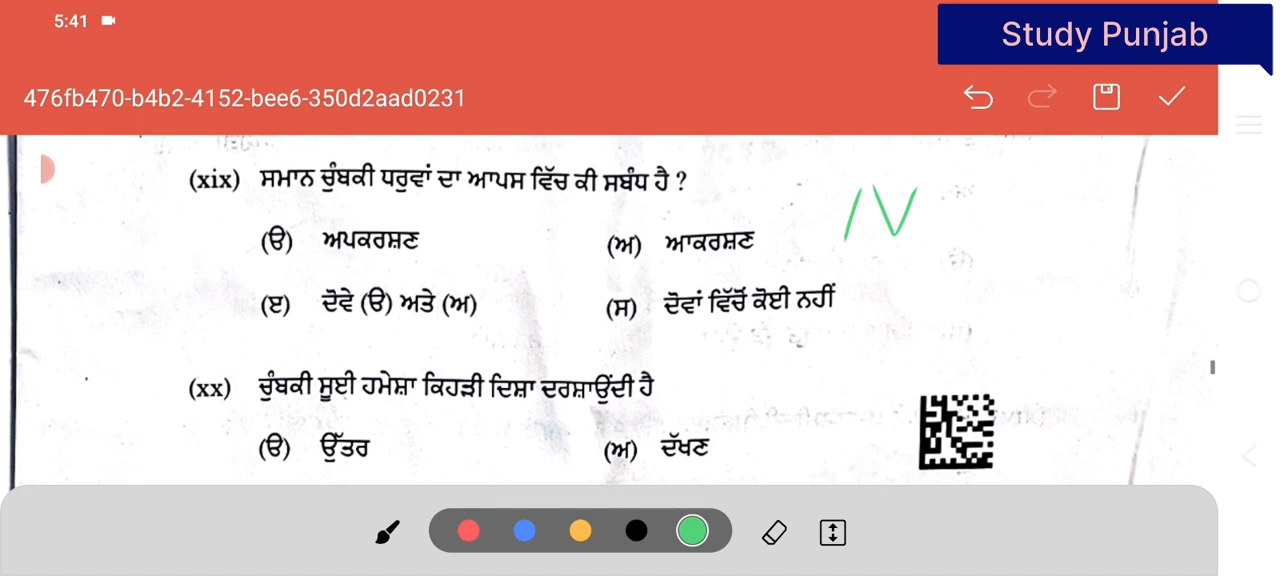 5:41
Study Punjab
476fb470-b4b2-4152-bee6-350d2aad0231
(xix) ਸਮਾਨ ਚੁੰਬਕੀ ਧਰੁਵਾਂ ਦਾ ਆਪਸ ਵਿੱਚ ਕੀ ਸਬੰਧ ਹੈ ?
N
(ੳ) ਅਪਕਰਸ਼ਣ (ਅ) ਆਕਰਸ਼ਣ
(ੲ) ਦੋਵੇ (ੳ) ਅਤੇ (ਅ) (ਸ) ਦੋਵਾਂ ਵਿੱਚੋਂ ਕੋਈ ਨਹੀਂ
(xx) ਚੁੰਬਕੀ ਸੂਈ ਹਮੇਸ਼ਾ ਕਿਹੜੀ ਦਿਸ਼ਾ ਦਰਸ਼ਾਉਂਦੀ ਹੈ
(ੳ) ਉੱਤਰ (ਅ) ਦੱਖਣ